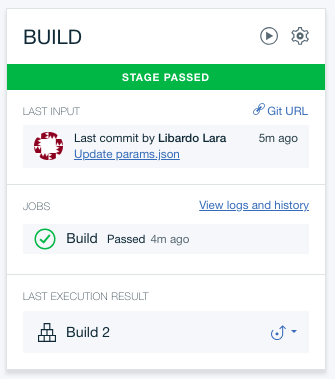 BUILD
STAGE PASSED
LAST INPUT
Git URL
Last commit by Libardo Lara
5m ago
Update params.json
JOBS
View logs and history
Build Passed 4m ago
LAST EXECUTION RESULT
Build 2